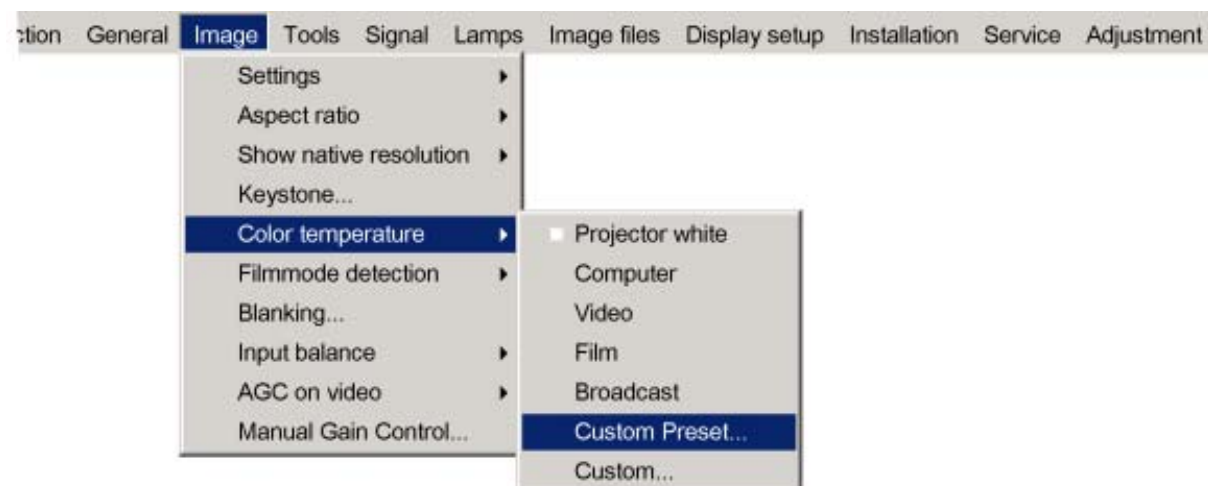 ction General Image Tools Signal Lamps Image files Display setup Installation Service Adjustment
Settings
Aspect ratio
Show native resolution
Keystone...
Color temperature
Projector white
Filmmode detection
Computer
Blanking...
Video
Input balance
Film
AGC on video
Broadcast
Manual Gain Control...
Custom Preset...
Custom...